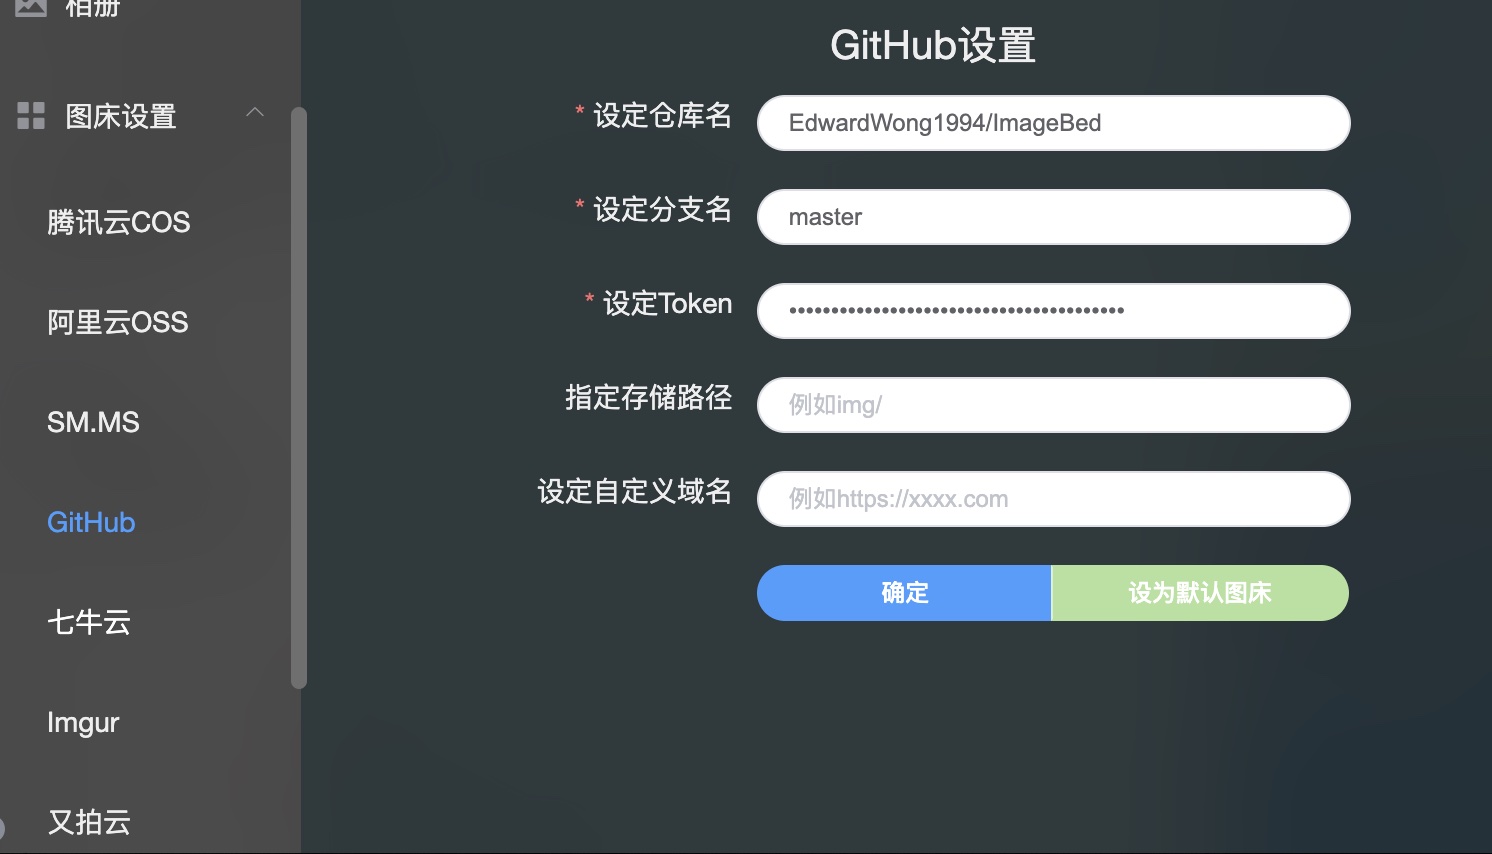 相册
图床设置
腾讯云COS
阿里云OSS
SM.MS
GitHub
七牛云
Imgur
又拍云
GitHub设置
* 设定仓库名
EdwardWong1994/ImageBed
* 设定分支名
master
* 设定Token
••••••••••••••••••••••••••••••••••••••••
指定存储路径
例如img/
设定自定义域名
例如https://xxxx.com
确定
设为默认图床